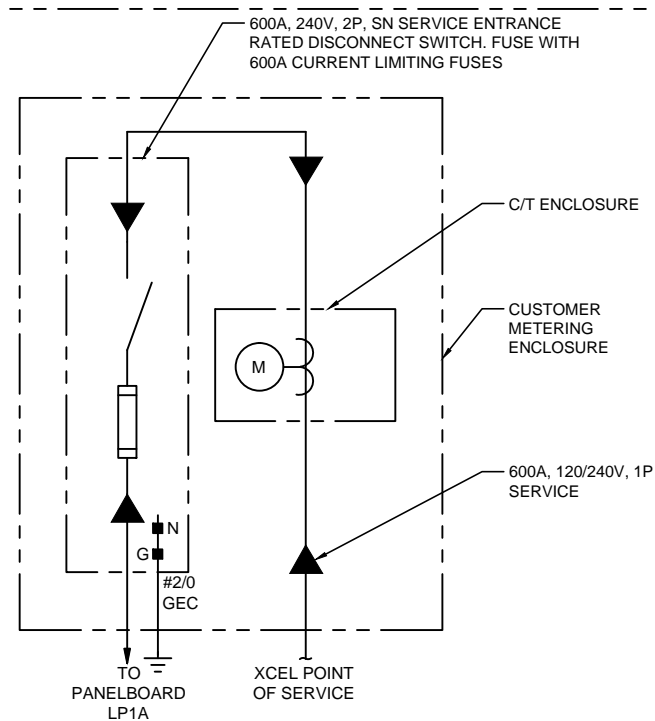 600A, 240V, 2P, SN SERVICE ENTRANCE
RATED DISCONNECT SWITCH. FUSE WITH
600A CURRENT LIMITING FUSES
C/T ENCLOSURE
CUSTOMER
METERING
ENCLOSURE
M
600A, 120/240V, 1P
SERVICE
N
G
#2/0
GEC
TO
PANELBOARD
LP1A
XCEL POINT
OF SERVICE